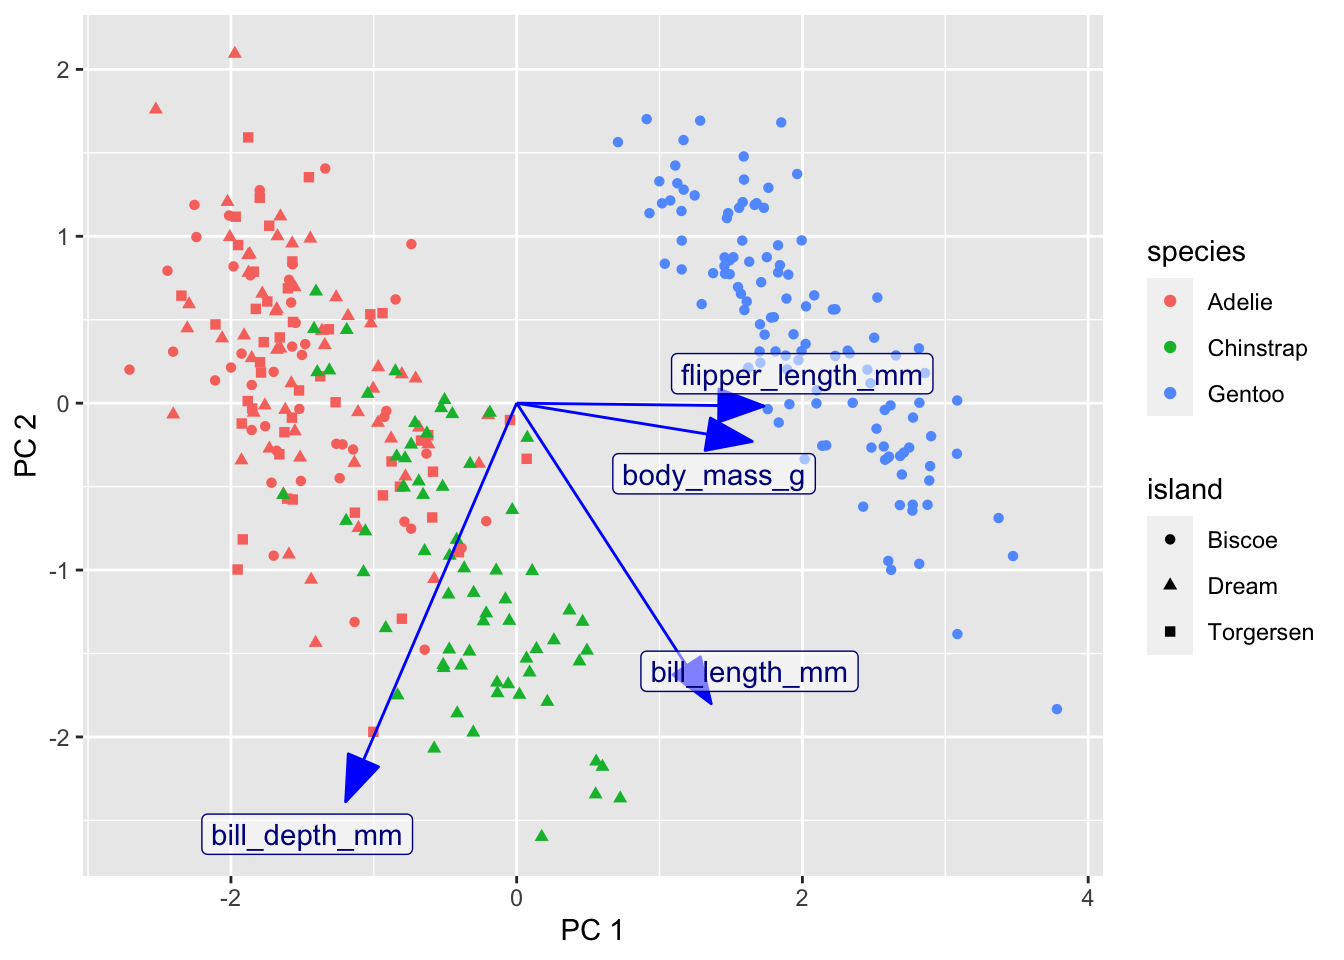 2
1
0
-1
-2
PC 2
flipper_length_mm
body_mass_g
bill_length_mm
bill_depth_mm
-2
0
2
4
PC 1
species
Adelie
Chinstrap
Gentoo
island
Biscoe
Dream
Torgersen